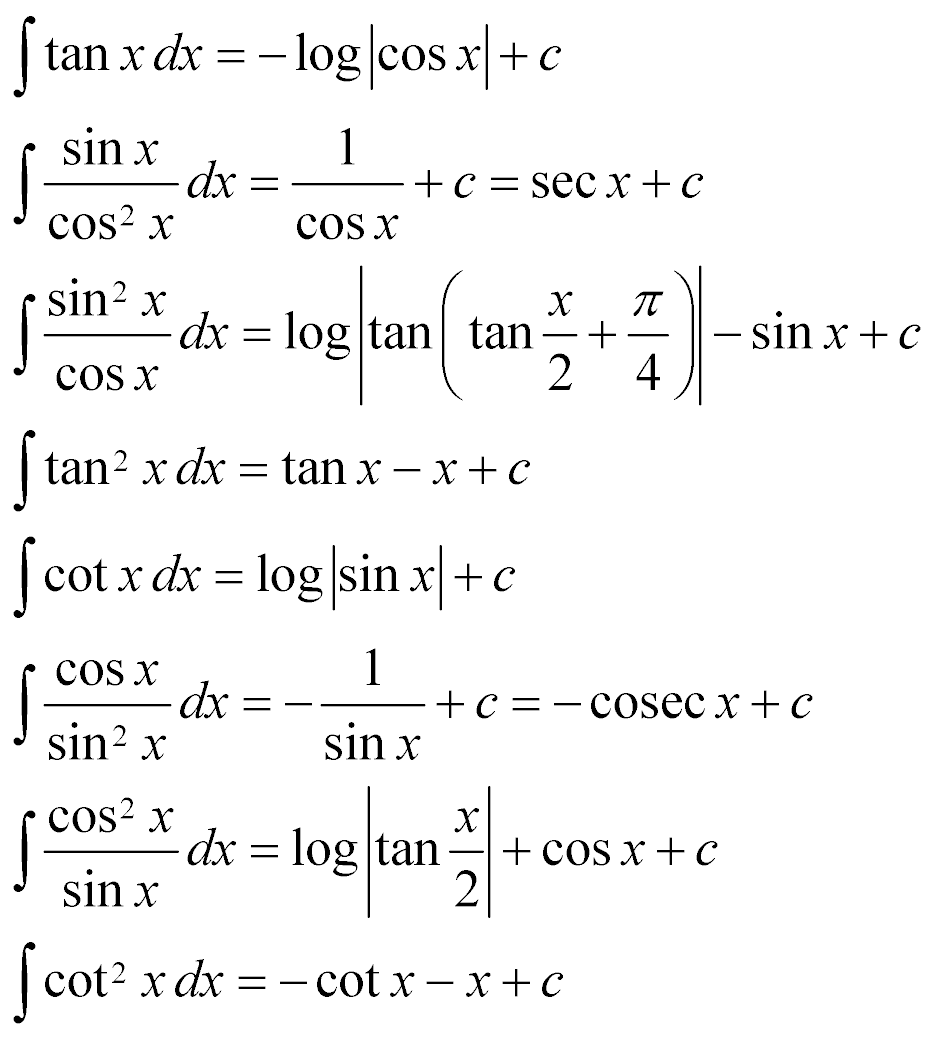 ∫ tan x dx = − log|cos x| + c
∫ sin x / cos² x dx = 1 / cos x + c = sec x + c
∫ sin² x / cos x dx = log|tan( tan x/2 + π/4 )| − sin x + c
∫ tan² x dx = tan x − x + c
∫ cot x dx = log|sin x| + c
∫ cos x / sin² x dx = − 1 / sin x + c = − cosec x + c
∫ cos² x / sin x dx = log|tan x/2| + cos x + c
∫ cot² x dx = − cot x − x + c